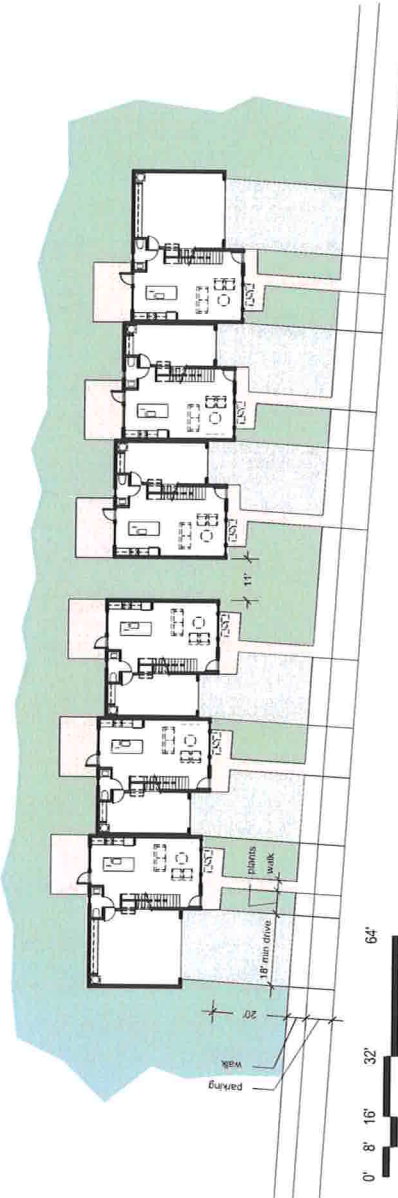 11'
plants
walk
18' min drive
20'
walk
parking
0' 8' 16' 32' 64'